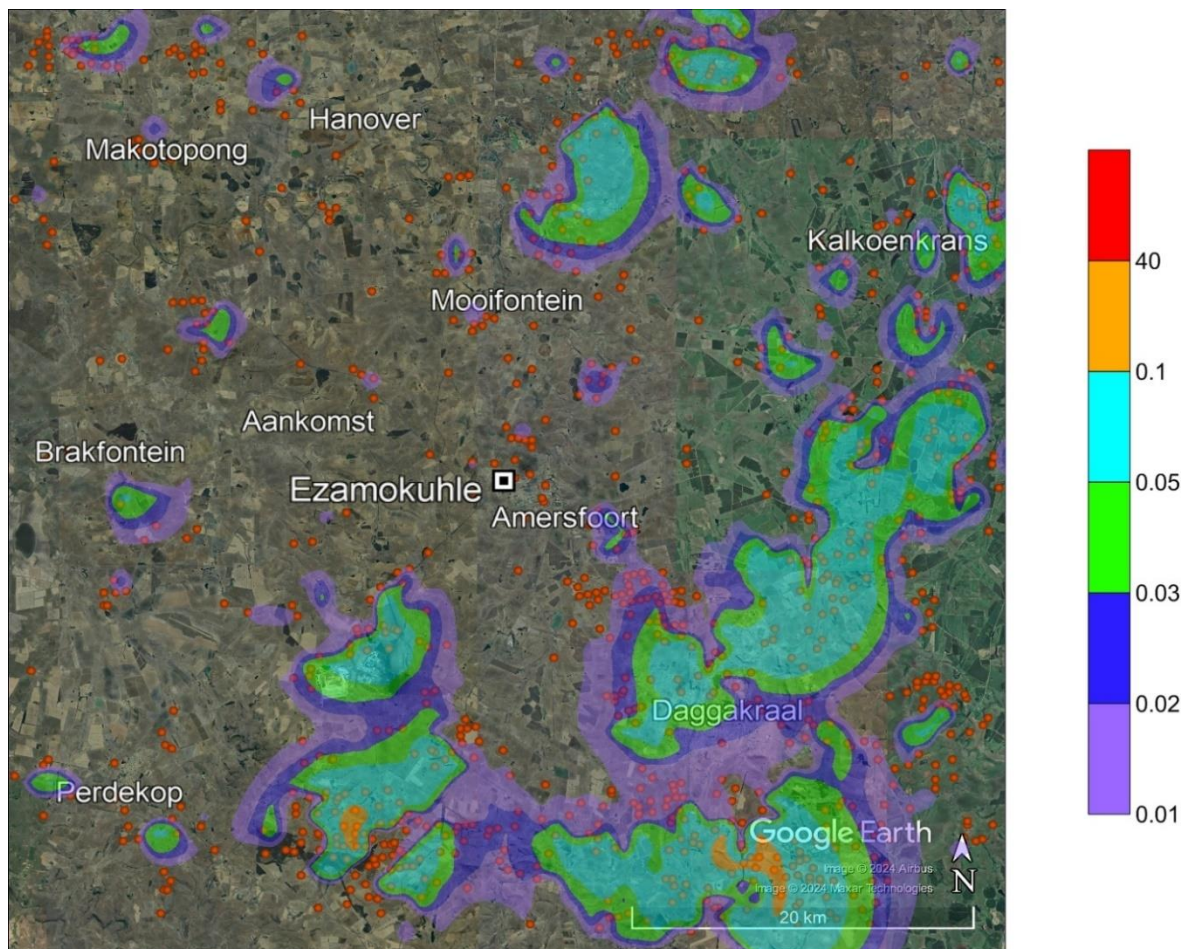 Hanover
Makotopong
Kalkoenkrans
Mooifontein
Aankomst
Brakfontein
Ezamokuhle
Amersfoort
Daggakraal
Perdekop
Google Earth
Image © 2024 Airbus
Image © 2024 Maxar Technologies
N
20 km
40
0.1
0.05
0.03
0.02
0.01